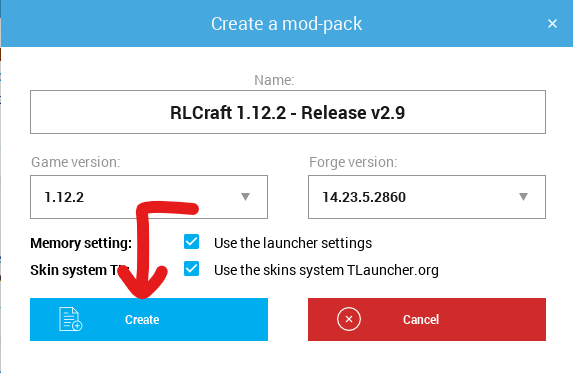 Create a mod-pack
Name:
RLCraft 1.12.2 - Release v2.9
Game version:
Forge version:
1.12.2
14.23.5.2860
Memory setting:
Use the launcher settings
Skin system
Use the skins system TLauncher.org
Create
Cancel